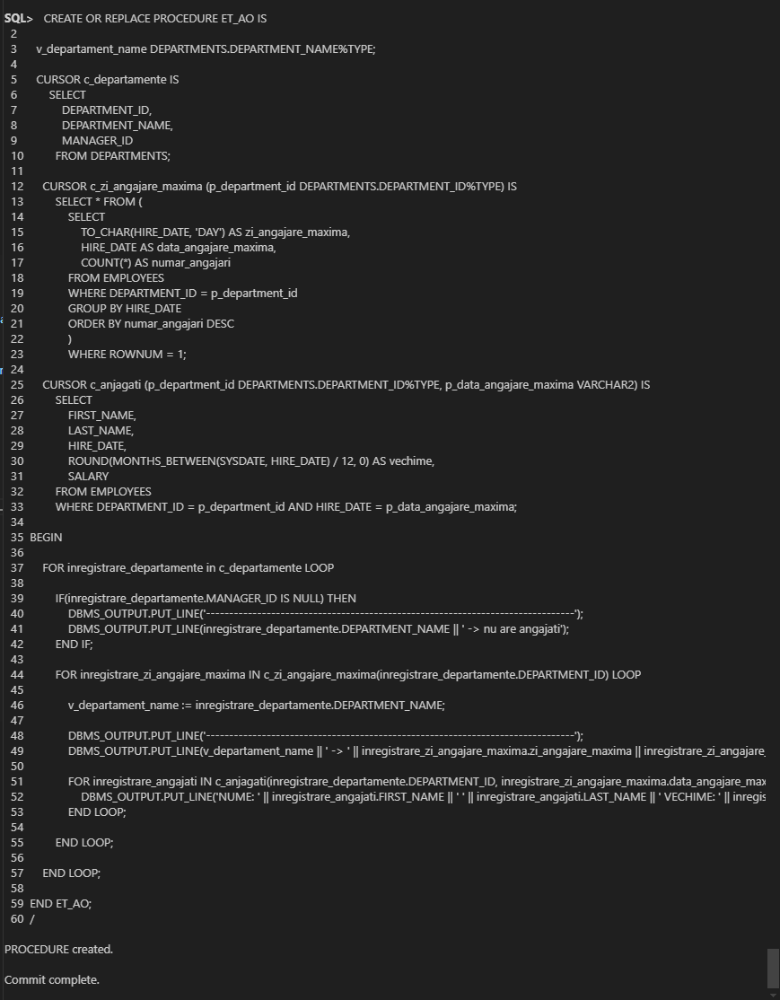 SQL> CREATE OR REPLACE PROCEDURE ET_AO IS
2
3 v_departament_name DEPARTMENTS.DEPARTMENT_NAME%TYPE;
4
5 CURSOR c_departamente IS
6 SELECT
7 DEPARTMENT_ID,
8 DEPARTMENT_NAME,
9 MANAGER_ID
10 FROM DEPARTMENTS;
11
12 CURSOR c_zi_angajare_maxima (p_department_id DEPARTMENTS.DEPARTMENT_ID%TYPE) IS
13 SELECT * FROM (
14 SELECT
15 TO_CHAR(HIRE_DATE, 'DAY') AS zi_angajare_maxima,
16 HIRE_DATE AS data_angajare_maxima,
17 COUNT(*) AS numar_angajari
18 FROM EMPLOYEES
19 WHERE DEPARTMENT_ID = p_department_id
20 GROUP BY HIRE_DATE
21 ORDER BY numar_angajari DESC
22 )
23 WHERE ROWNUM = 1;
24
25 CURSOR c_anjagati (p_department_id DEPARTMENTS.DEPARTMENT_ID%TYPE, p_data_angajare_maxima VARCHAR2) IS
26 SELECT
27 FIRST_NAME,
28 LAST_NAME,
29 HIRE_DATE,
30 ROUND(MONTHS_BETWEEN(SYSDATE, HIRE_DATE) / 12, 0) AS vechime,
31 SALARY
32 FROM EMPLOYEES
33 WHERE DEPARTMENT_ID = p_department_id AND HIRE_DATE = p_data_angajare_maxima;
34
35 BEGIN
36
37 FOR inregistrare_departamente in c_departamente LOOP
38
39 IF(inregistrare_departamente.MANAGER_ID IS NULL) THEN
40 DBMS_OUTPUT.PUT_LINE('--------------------------------------------------------------------------------');
41 DBMS_OUTPUT.PUT_LINE(inregistrare_departamente.DEPARTMENT_NAME || ' -> nu are angajati');
42 END IF;
43
44 FOR inregistrare_zi_angajare_maxima IN c_zi_angajare_maxima(inregistrare_departamente.DEPARTMENT_ID) LOOP
45
46 v_departament_name := inregistrare_departamente.DEPARTMENT_NAME;
47
48 DBMS_OUTPUT.PUT_LINE('--------------------------------------------------------------------------------');
49 DBMS_OUTPUT.PUT_LINE(v_departament_name || ' -> ' || inregistrare_zi_angajare_maxima.zi_angajare_maxima || inregistrare_zi_angajare_
50
51 FOR inregistrare_angajati IN c_anjagati(inregistrare_departamente.DEPARTMENT_ID, inregistrare_zi_angajare_maxima.data_angajare_max
52 DBMS_OUTPUT.PUT_LINE('NUME: ' || inregistrare_angajati.FIRST_NAME || ' ' || inregistrare_angajati.LAST_NAME || ' VECHIME: ' || inregis
53 END LOOP;
54
55 END LOOP;
56
57 END LOOP;
58
59 END ET_AO;
60 /
PROCEDURE created.
Commit complete.